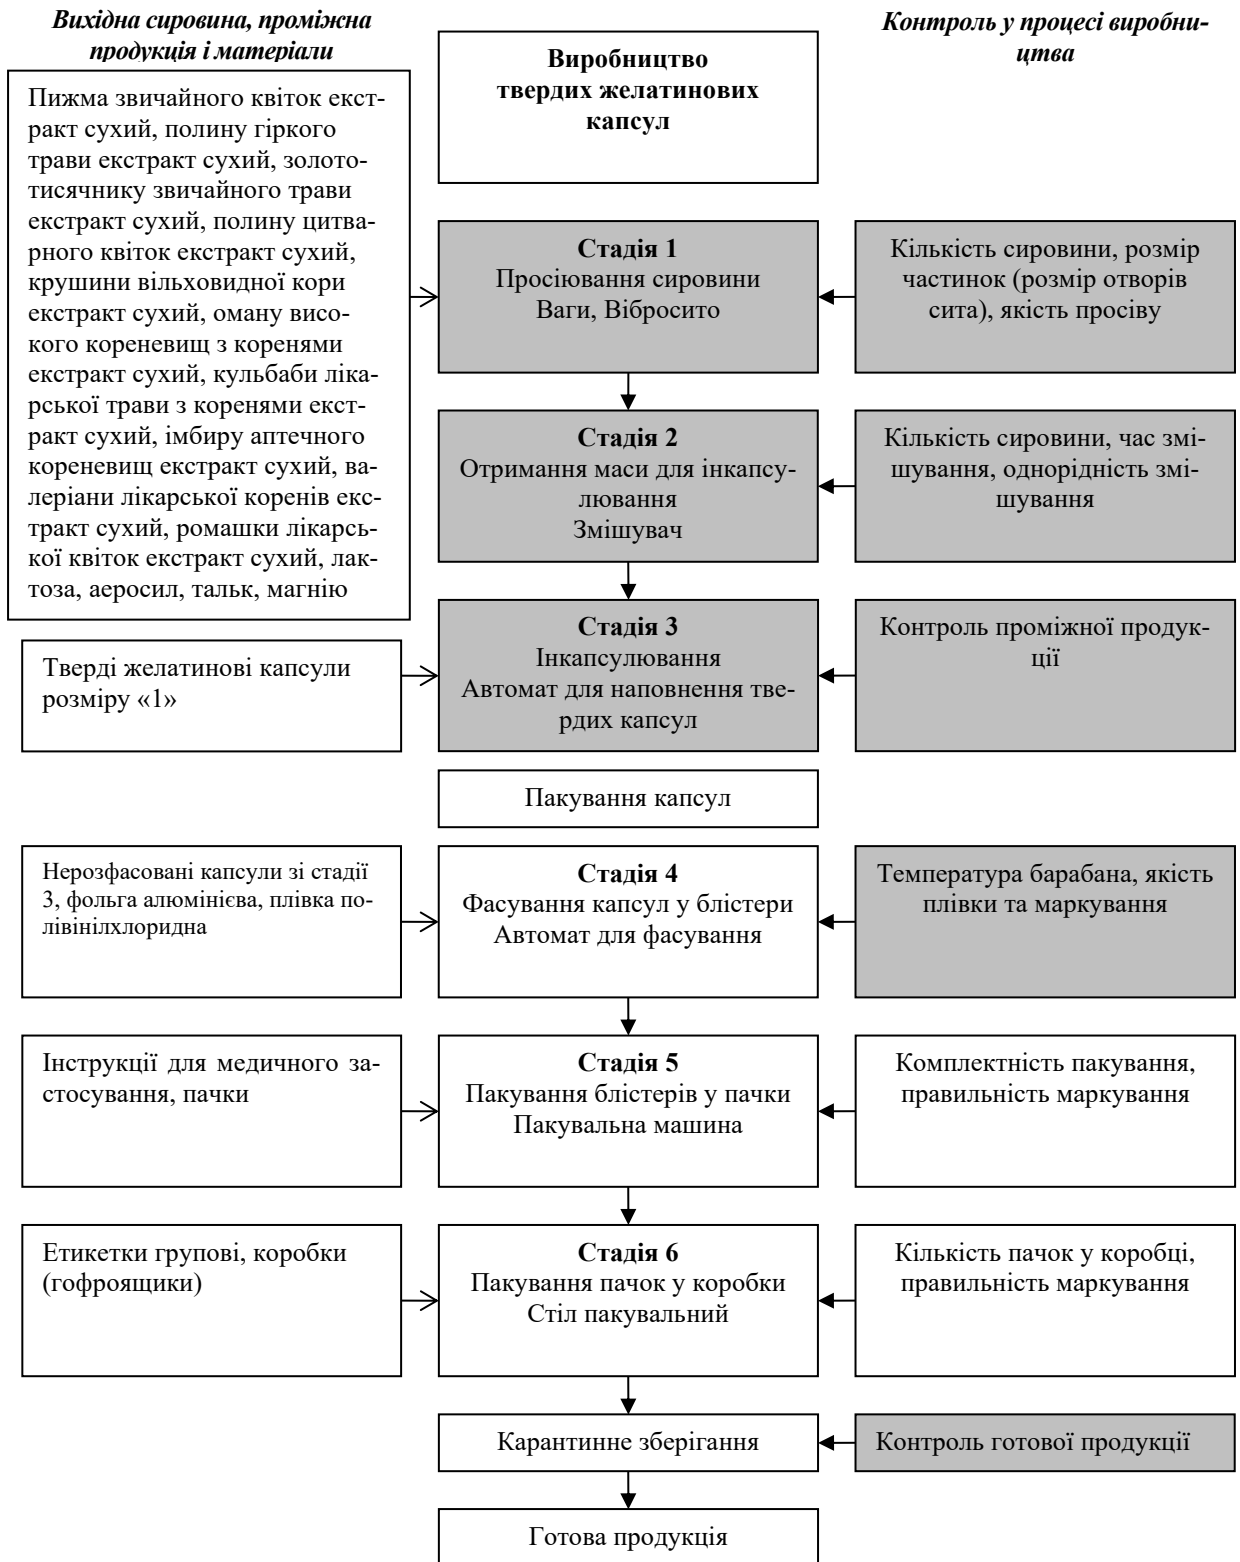 Вихідна сировина, проміжна
продукція і матеріали
Контроль у процесі виробни-
цтва
Виробництво
твердих желатинових
капсул
Пижма звичайного квіток екст-
ракт сухий, полину гіркого
трави екстракт сухий, золото-
тисячнику звичайного трави
екстракт сухий, полину цитва-
рного квіток екстракт сухий,
крушини вільховидної кори
екстракт сухий, оману висо-
кого кореневищ з коренями
екстракт сухий, кульбаби ліка-
рської трави з коренями екст-
ракт сухий, імбиру аптечного
кореневищ екстракт сухий, ва-
леріани лікарської коренів екс-
тракт сухий, ромашки лікарсь-
кої квіток екстракт сухий, лак-
тоза, аеросил, тальк, магнію
Стадія 1
Просіювання сировини
Ваги, Вібросито
Кількість сировини, розмір
частинок (розмір отворів
сита), якість просіву
Стадія 2
Отримання маси для інкапсу-
лювання
Змішувач
Кількість сировини, час змі-
шування, однорідність змі-
шування
Тверді желатинові капсули
розміру «1»
Стадія 3
Інкапсулювання
Автомат для наповнення тве-
рдих капсул
Контроль проміжної продук-
ції
Пакування капсул
Нерозфасовані капсули зі стадії
3, фольга алюмінієва, плівка по-
лівінілхлоридна
Стадія 4
Фасування капсул у блістери
Автомат для фасування
Температура барабана, якість
плівки та маркування
Інструкції для медичного за-
стосування, пачки
Стадія 5
Пакування блістерів у пачки
Пакувальна машина
Комплектність пакування,
правильність маркування
Етикетки групові, коробки
(гофроящики)
Стадія 6
Пакування пачок у коробки
Стіл пакувальний
Кількість пачок у коробці,
правильність маркування
Карантинне зберігання
Контроль готової продукції
Готова продукція